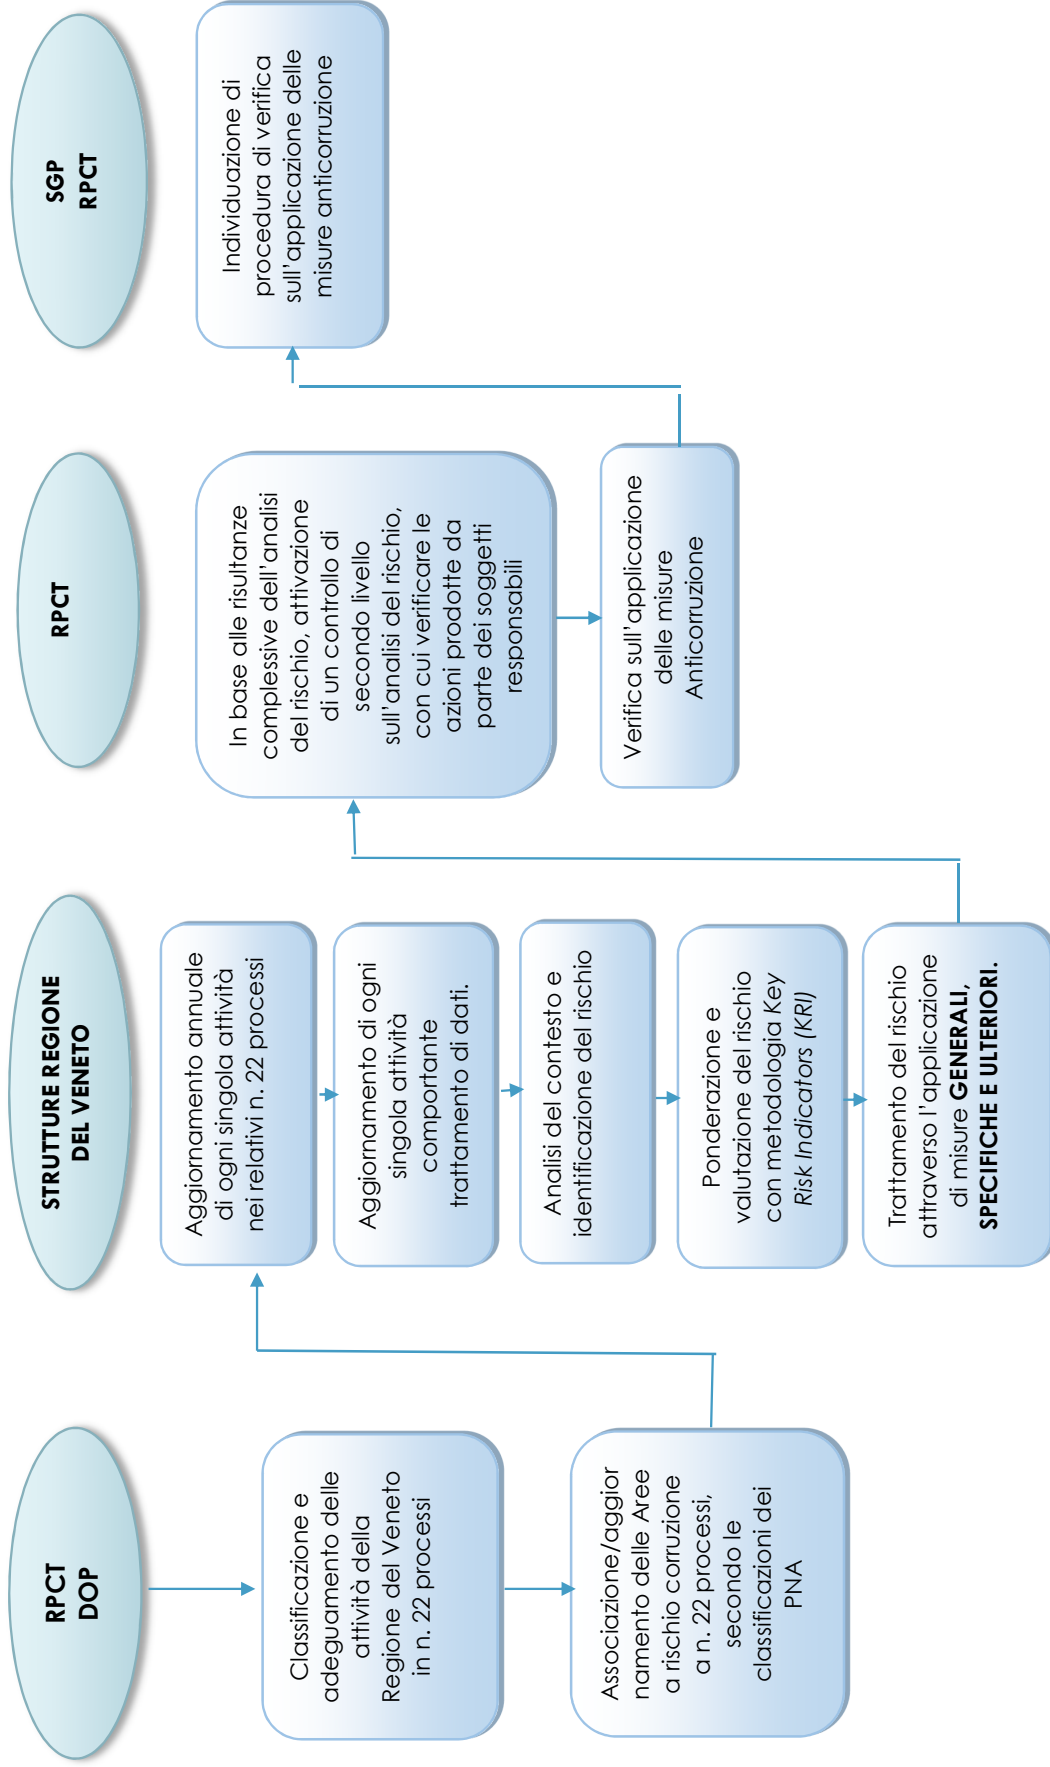 RPCT
DOP
Classificazione e
adeguamento delle
attività della
Regione del Veneto
in n. 22 processi
Associazione/aggior
namento delle Aree
a rischio corruzione
a n. 22 processi,
secondo le
classificazioni dei
PNA
STRUTTURE REGIONE
DEL VENETO
Aggiornamento annuale
di ogni singola attività
nei relativi n. 22 processi
Aggiornamento di ogni
singola attività
comportante
trattamento di dati.
Analisi del contesto e
identificazione del rischio
Ponderazione e
valutazione del rischio
con metodologia Key
Risk Indicators (KRI)
Trattamento del rischio
attraverso l'applicazione
di misure GENERALI,
SPECIFICHE E ULTERIORI.
RPCT
In base alle risultanze
complessive dell'analisi
del rischio, attivazione
di un controllo di
secondo livello
sull'analisi del rischio,
con cui verificare le
azioni prodotte da
parte dei soggetti
responsabili
Verifica sull'applicazione
delle misure
Anticorruzione
SGP
RPCT
Individuazione di
procedura di verifica
sull'applicazione delle
misure anticorruzione